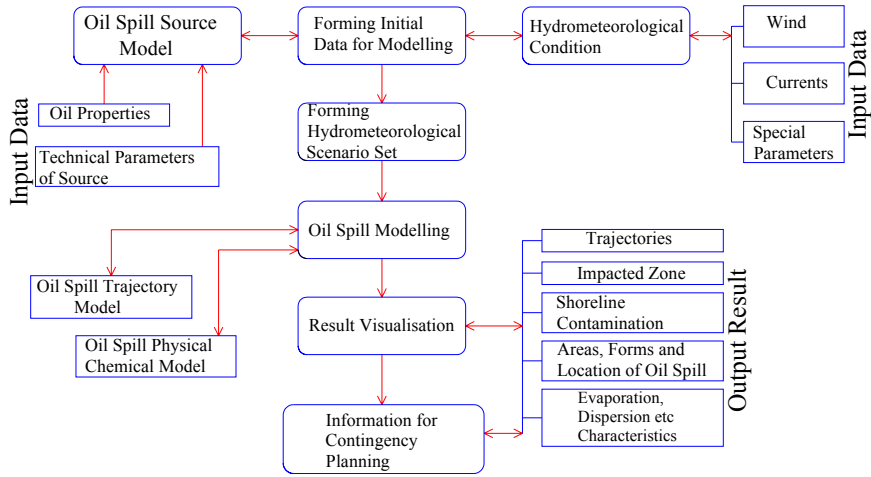 Oil Spill Source
Model
Forming Initial
Data for Modelling
Hydrometeorological
Condition
Wind
Currents
Special
Parameters
Input Data
Input Data
Oil Properties
Technical Parameters
of Source
Forming
Hydrometeorological
Scenario Set
Oil Spill Modelling
Oil Spill Trajectory
Model
Oil Spill Physical
Chemical Model
Result Visualisation
Trajectories
Impacted Zone
Shoreline
Contamination
Areas, Forms and
Location of Oil Spill
Evaporation,
Dispersion etc
Characteristics
Output Result
Information for
Contingency
Planning